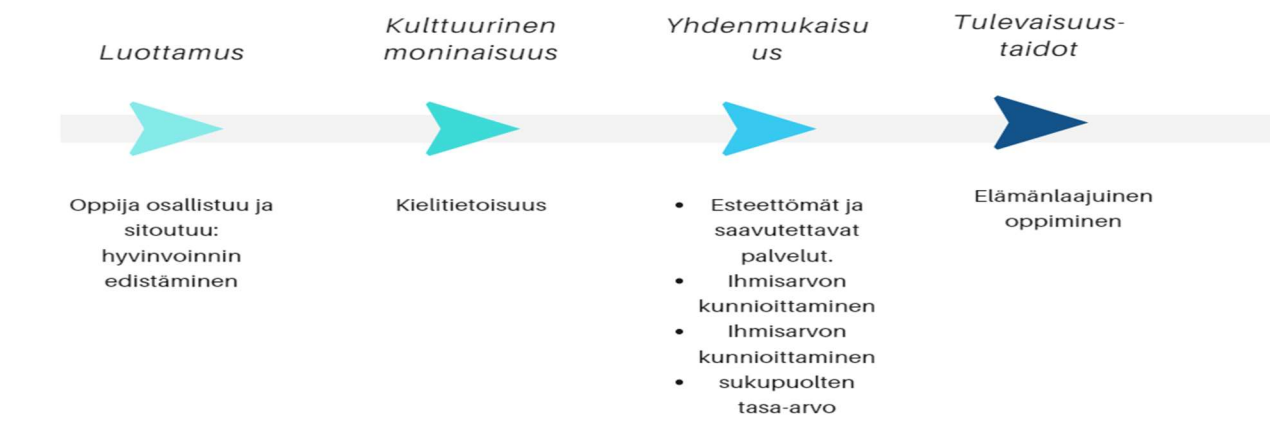 Luottamus
Kulttuurinen
moninaisuus
Yhdenmukaisu
us
Tulevaisuus-
taidot
Oppija osallistuu ja
sitoutuu:
hyvinvoinnin
edistäminen
Kielitietoisuus
• Esteettömät ja
saavutettavat
palvelut.
• Ihmisarvon
kunnioittaminen
• Ihmisarvon
kunnioittaminen
• sukupuolten
tasa-arvo
Elämänlaajuinen
oppiminen